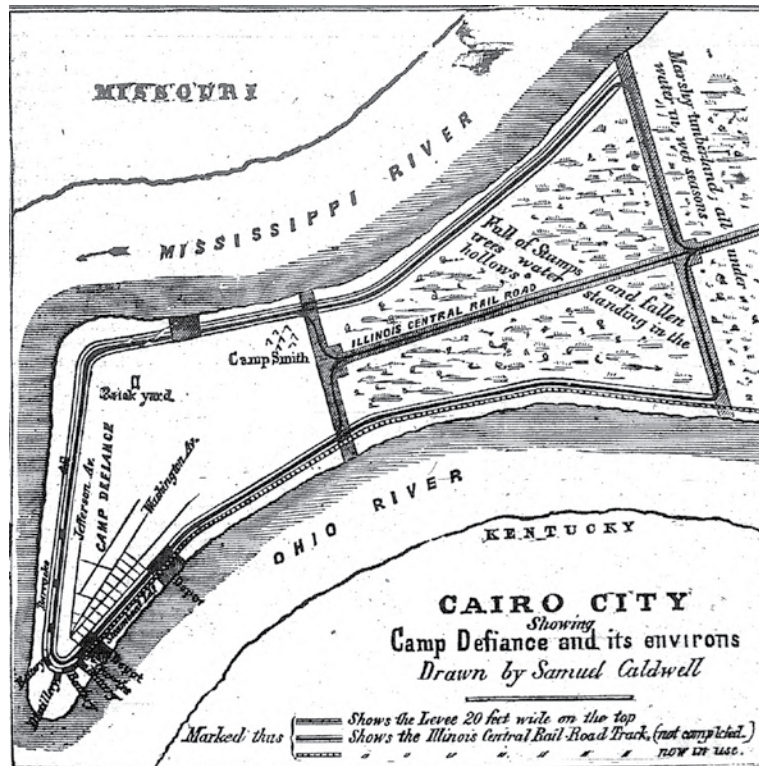 MISSOURI
MISSISSIPPI RIVER
Marshy timberland, all under
water in wet seasons
Full of Stumps and fallen
trees water standing in the
hollows
ILLINOIS CENTRAL RAIL ROAD
Camp Smith
Brick yard
Jefferson Av.
CAMP DEFIANCE
Washington Av.
Barracks
Depot
Distillery
OHIO RIVER
KENTUCKY
CAIRO CITY
Showing
Camp Defiance and its environs
Drawn by Samuel Caldwell
Marked thus
Shows the Levee 20 feet wide on the top
Shows the Illinois Central Rail-Road Track, (not completed.)
" " " " " " " now in use.